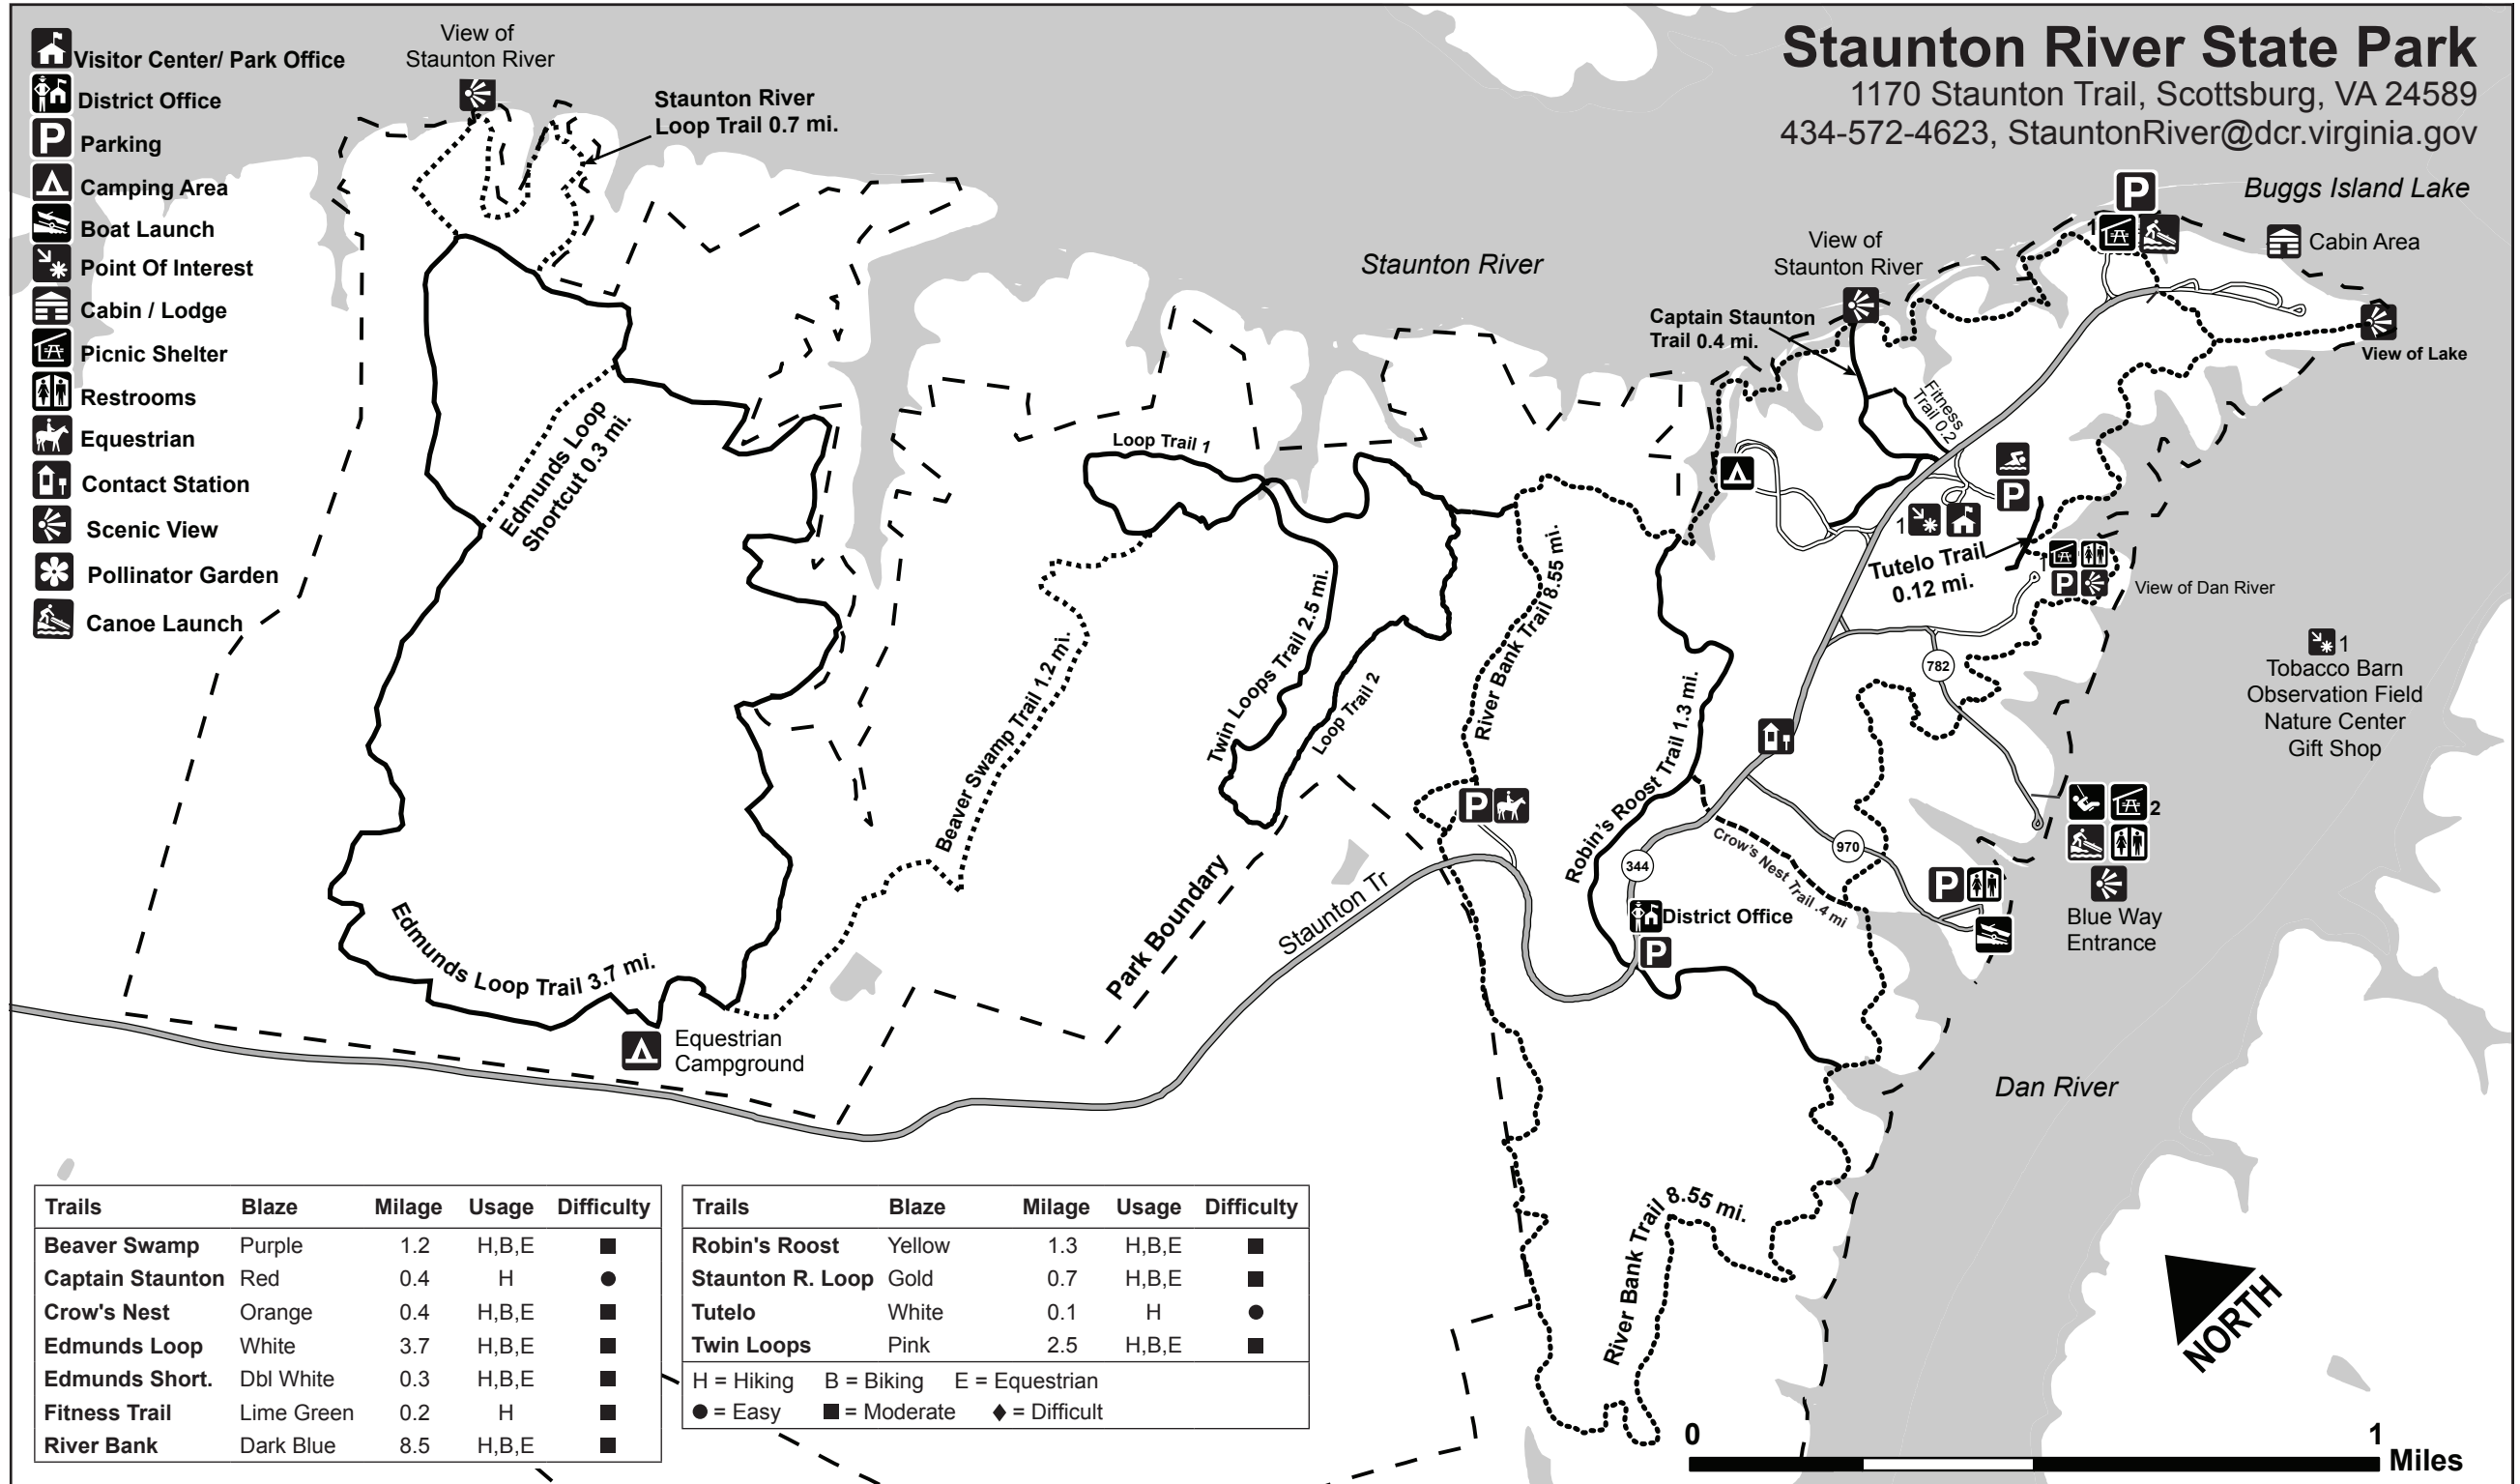 Staunton River State Park
1170 Staunton Trail, Scottsburg, VA 24589
434-572-4623, StauntonRiver@dcr.virginia.gov
Visitor Center/ Park Office
District Office
P Parking
Camping Area
Boat Launch
Point Of Interest
Cabin / Lodge
Picnic Shelter
Restrooms
Equestrian
Contact Station
Scenic View
Pollinator Garden
Canoe Launch
View of
Staunton River
Staunton River
Loop Trail 0.7 mi.
Edmunds Loop
Shortcut 0.3 mi.
Edmunds Loop Trail 3.7 mi.
Equestrian
Campground
Beaver Swamp Trail 1.2 mi.
Loop Trail 1
Twin Loops Trail 2.5 mi.
Loop Trail 2
Park Boundary
Staunton Tr
Staunton River
River Bank Trail 8.55 mi.
P
Robin's Roost Trail 1.3 mi.
344
District Office
P
Crow's Nest Trail .4 mi
970
P
View of
Staunton River
Captain Staunton
Trail 0.4 mi.
Fitness
Trail 0.2
P
1
Buggs Island Lake
Cabin Area
View of Lake
P
1
Tutelo Trail
0.12 mi.
1
P
View of Dan River
782
1
Tobacco Barn
Observation Field
Nature Center
Gift Shop
2
Blue Way
Entrance
Dan River
River Bank Trail 8.55 mi.
NORTH
0 1
Miles
Trails Blaze Milage Usage Difficulty
Beaver Swamp Purple 1.2 H,B,E ■
Captain Staunton Red 0.4 H ●
Crow's Nest Orange 0.4 H,B,E ■
Edmunds Loop White 3.7 H,B,E ■
Edmunds Short. Dbl White 0.3 H,B,E ■
Fitness Trail Lime Green 0.2 H ■
River Bank Dark Blue 8.5 H,B,E ■
Trails Blaze Milage Usage Difficulty
Robin's Roost Yellow 1.3 H,B,E ■
Staunton R. Loop Gold 0.7 H,B,E ■
Tutelo White 0.1 H ●
Twin Loops Pink 2.5 H,B,E ■
H = Hiking B = Biking E = Equestrian
● = Easy ■ = Moderate ♦ = Difficult